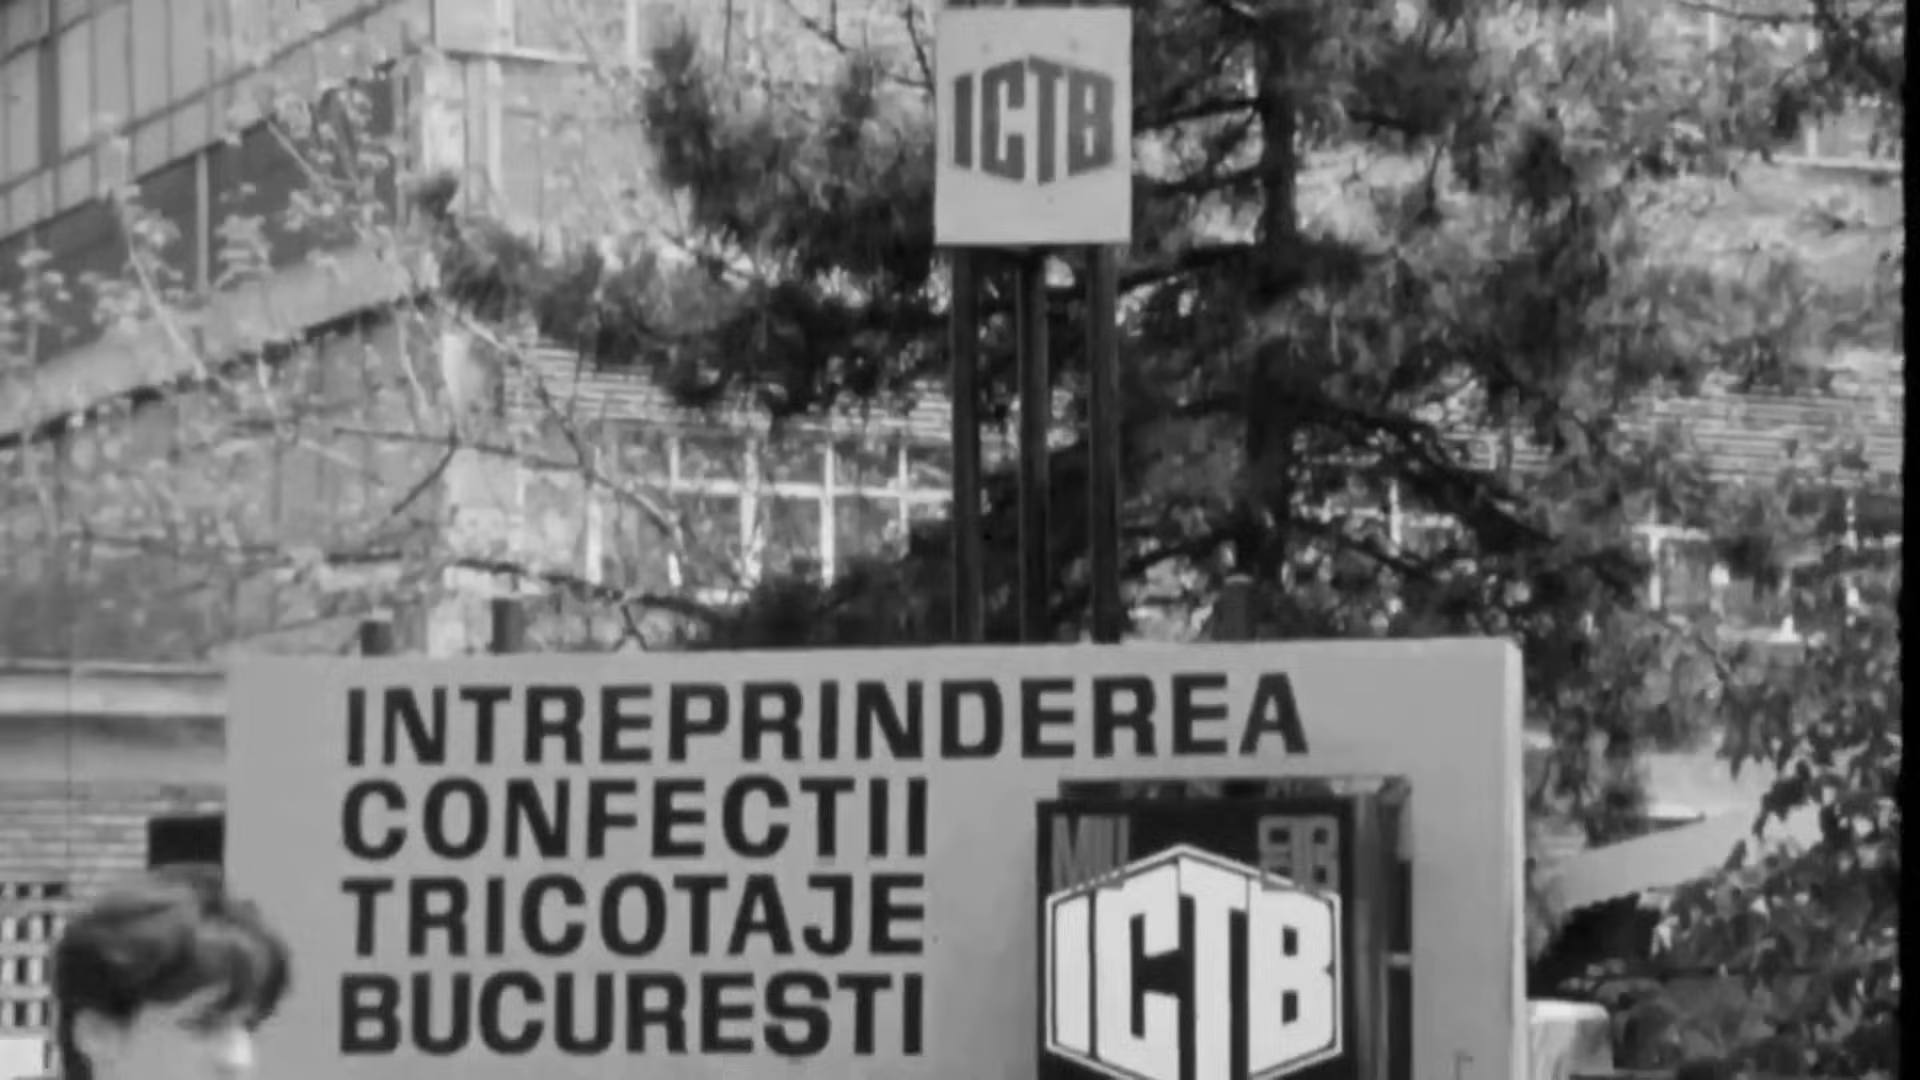 ICTB
INTREPRINDEREA
CONFECTII
TRICOTAJE
BUCURESTI
ICTB